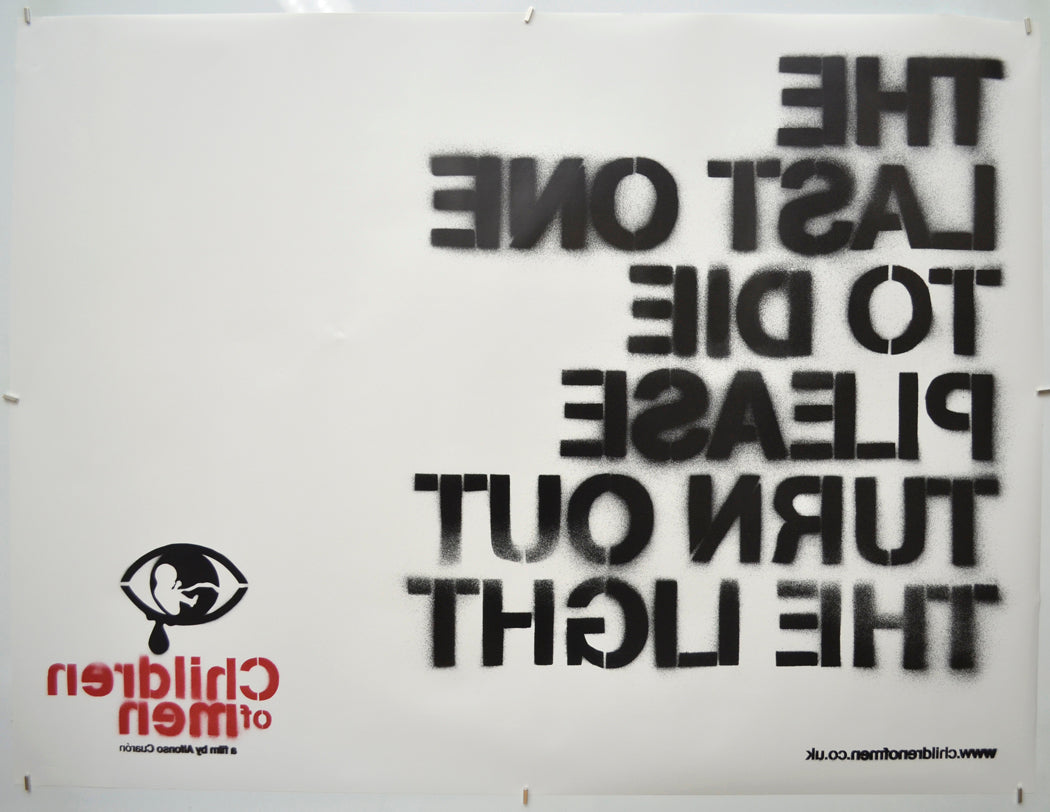 THE
LAST ONE
TO DIE
PLEASE
TURN OUT
THE LIGHT
Children
of men
a film by Alfonso Cuarón
www.childrenofmen.co.uk